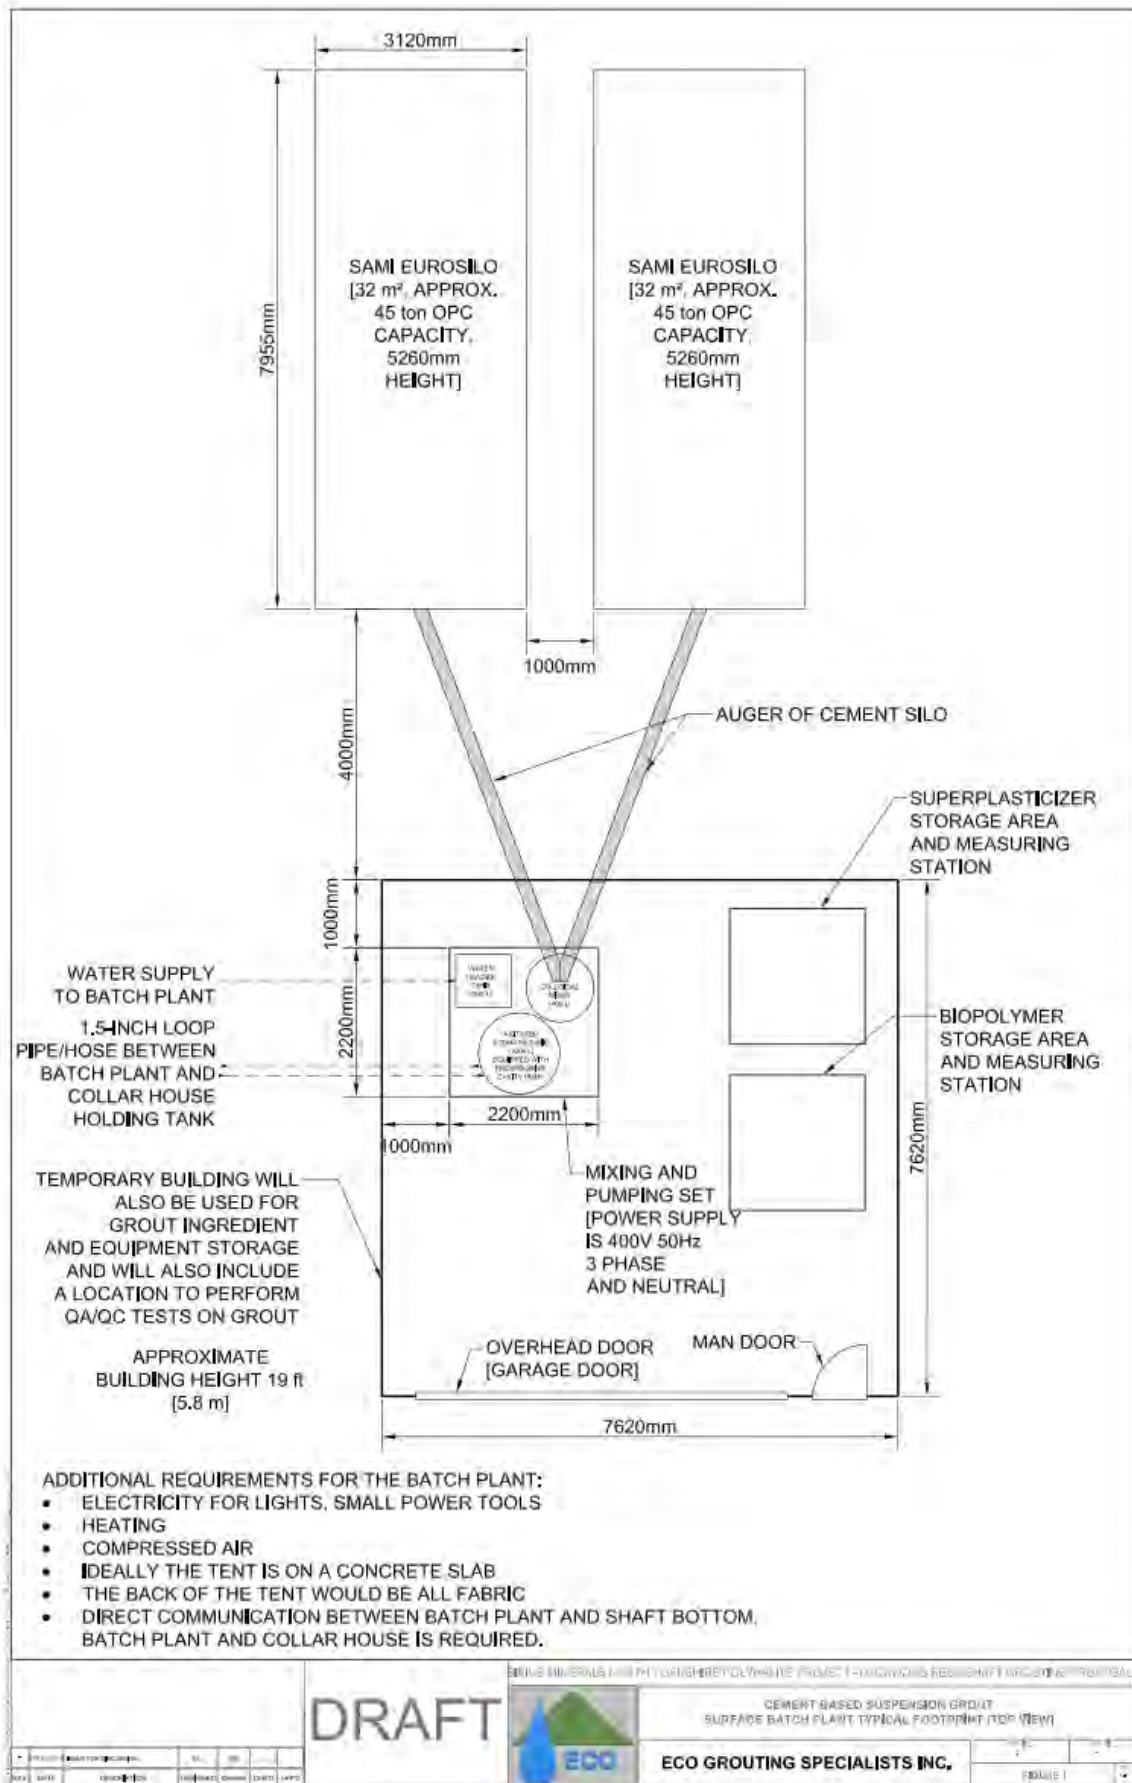 3120mm
SAMI EUROSILO
[32 m², APPROX.
45 ton OPC
CAPACITY,
5260mm
HEIGHT]
SAMI EUROSILO
[32 m², APPROX.
45 ton OPC
CAPACITY,
5260mm
HEIGHT]
7955mm
1000mm
4000mm
AUGER OF CEMENT SILO
SUPERPLASTICIZER
STORAGE AREA
AND MEASURING
STATION
1000mm
WATER SUPPLY
TO BATCH PLANT
2200mm
1.5-INCH LOOP
PIPE/HOSE BETWEEN
BATCH PLANT AND
COLLAR HOUSE
HOLDING TANK
BIOPOLYMER
STORAGE AREA
AND MEASURING
STATION
2200mm
1000mm
7620mm
TEMPORARY BUILDING WILL
ALSO BE USED FOR
GROUT INGREDIENT
AND EQUIPMENT STORAGE
AND WILL ALSO INCLUDE
A LOCATION TO PERFORM
QA/QC TESTS ON GROUT
MIXING AND
PUMPING SET
[POWER SUPPLY
IS 400V 50Hz
3 PHASE
AND NEUTRAL]
APPROXIMATE
BUILDING HEIGHT 19 ft
[5.8 m]
OVERHEAD DOOR
[GARAGE DOOR]
MAN DOOR
7620mm
ADDITIONAL REQUIREMENTS FOR THE BATCH PLANT:
• ELECTRICITY FOR LIGHTS, SMALL POWER TOOLS
• HEATING
• COMPRESSED AIR
• IDEALLY THE TENT IS ON A CONCRETE SLAB
• THE BACK OF THE TENT WOULD BE ALL FABRIC
• DIRECT COMMUNICATION BETWEEN BATCH PLANT AND SHAFT BOTTOM,
BATCH PLANT AND COLLAR HOUSE IS REQUIRED.
DRAFT
ECO
CEMENT BASED SUSPENSION GROUT
SURFACE BATCH PLANT TYPICAL FOOTPRINT (TOP VIEW)
ECO GROUTING SPECIALISTS INC.
FIGURE 1